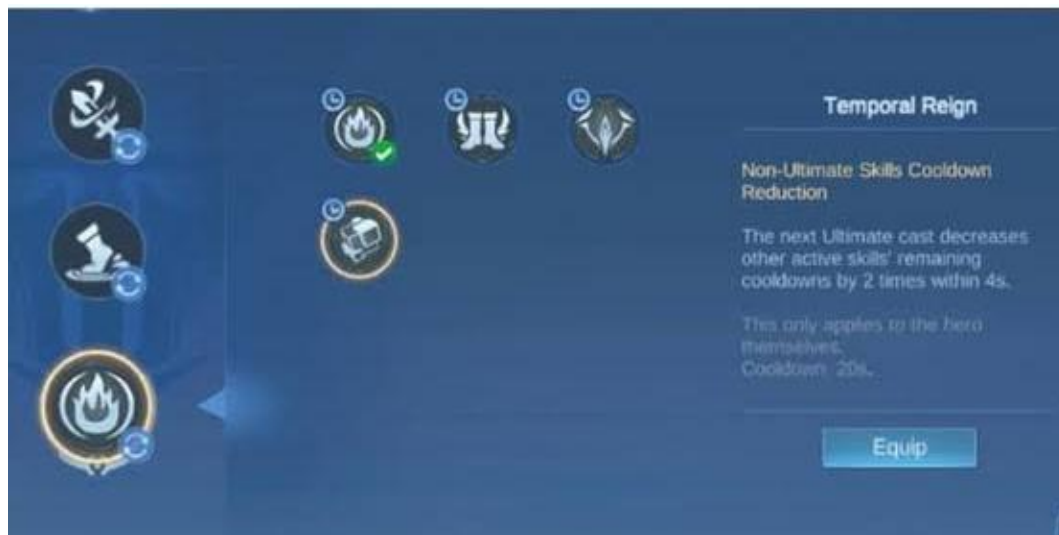 Temporal Reign
Non-Ultimate Skills Cooldown
Reduction
The next Ultimate cast decreases
other active skills' remaining
cooldowns by 2 times within 4s.
This only applies to the hero
themselves.
Cooldown: 20s.
Equip